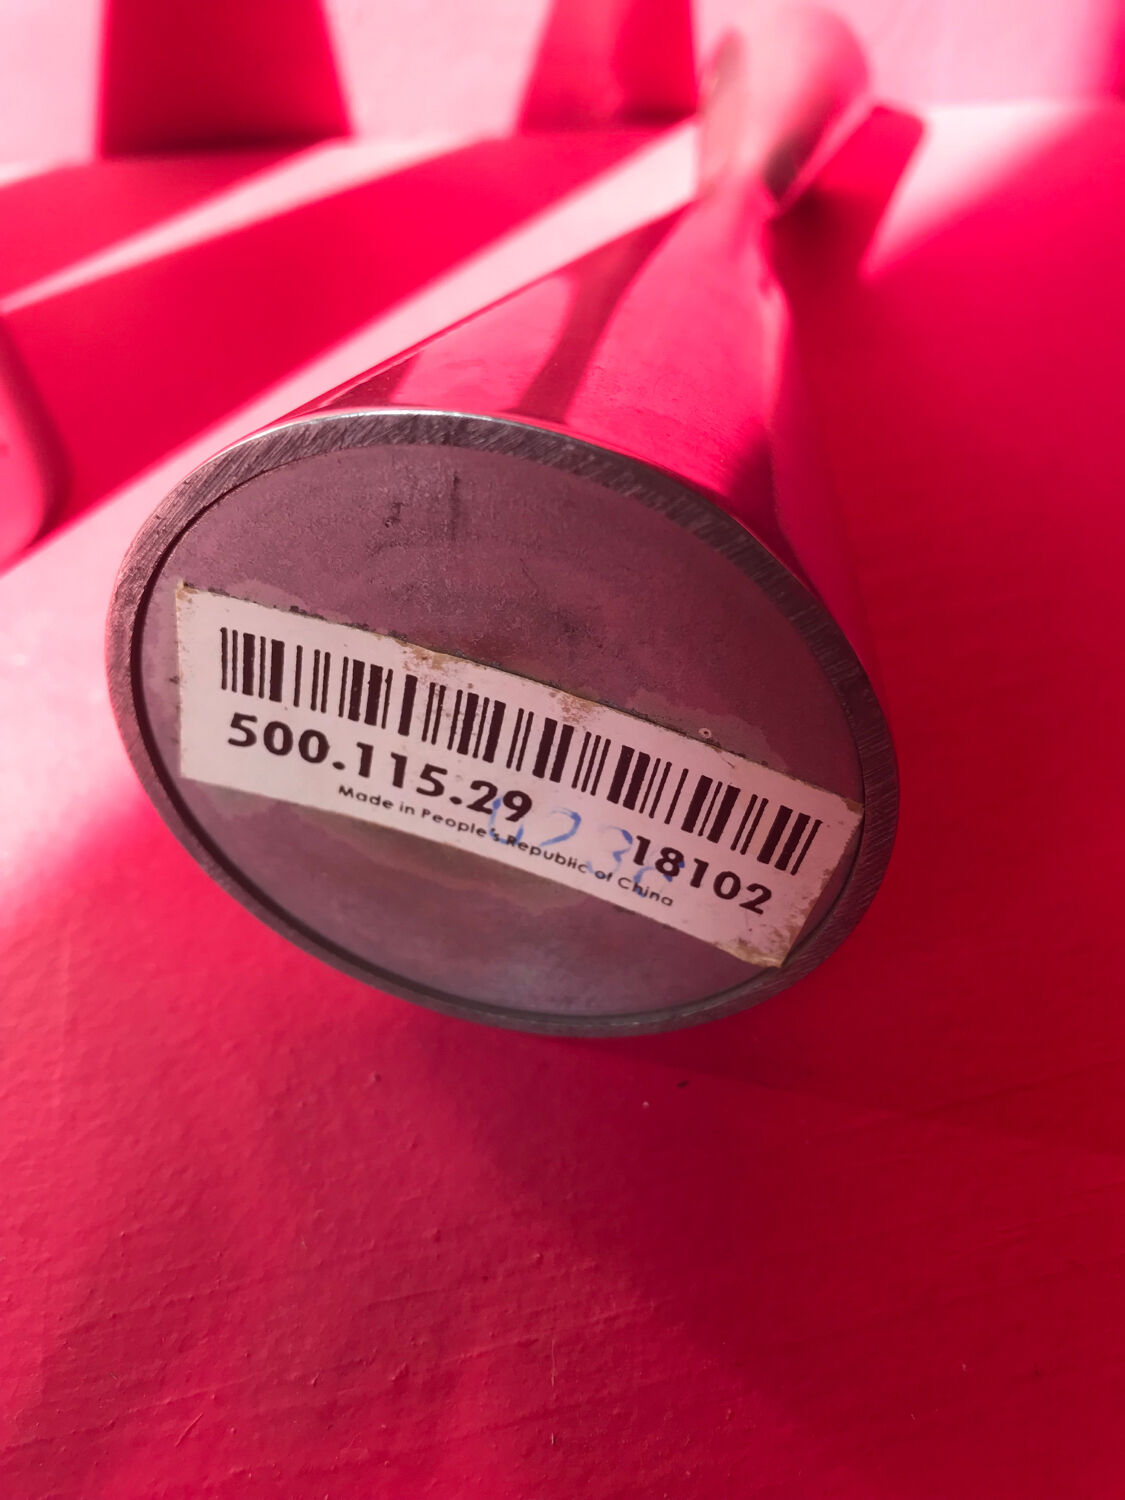 500.115.29 18102
Made in People's Republic of China